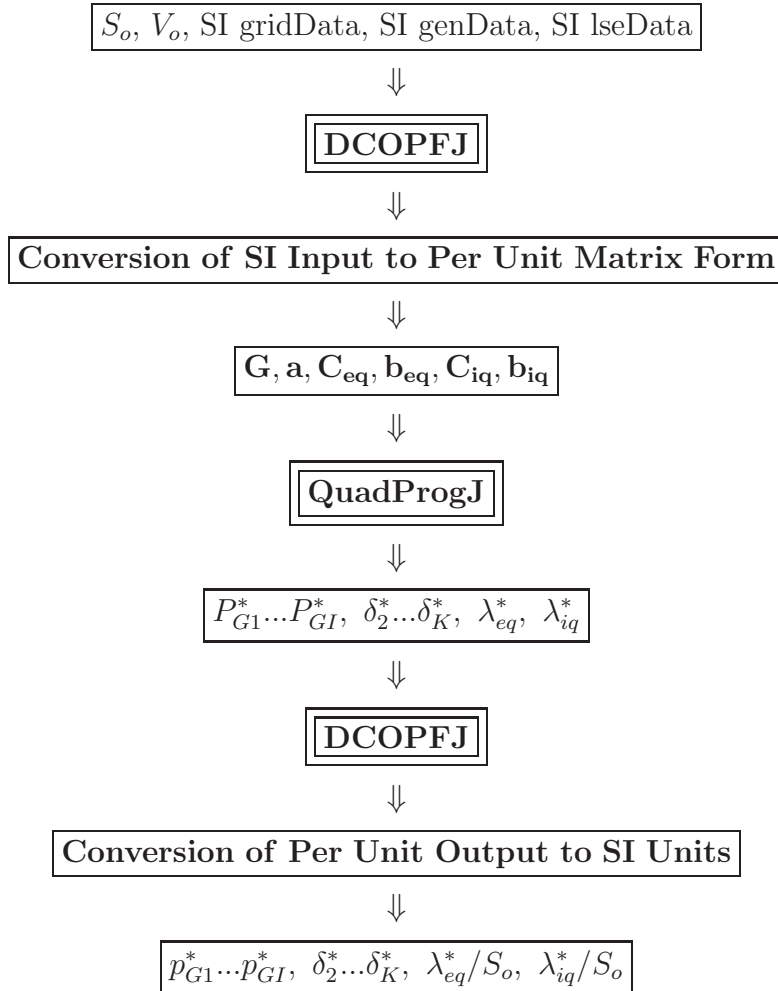 S_o, V_o, SI gridData, SI genData, SI lseData
⇓
DCOPFJ
⇓
Conversion of SI Input to Per Unit Matrix Form
⇓
G, a, C_eq, b_eq, C_iq, b_iq
⇓
QuadProgJ
⇓
P*_G1...P*_GI, δ*_2...δ*_K, λ*_eq, λ*_iq
⇓
DCOPFJ
⇓
Conversion of Per Unit Output to SI Units
⇓
p*_G1...p*_GI, δ*_2...δ*_K, λ*_eq/S_o, λ*_iq/S_o